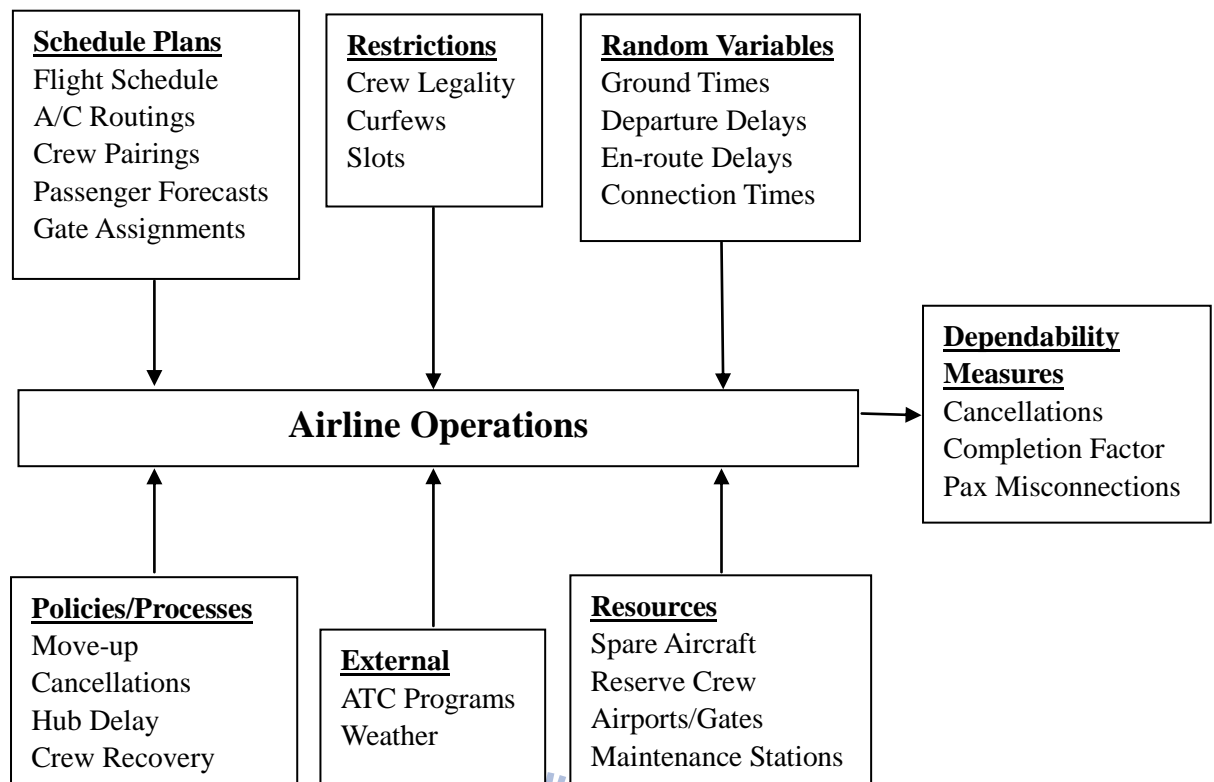 Schedule Plans
Flight Schedule
A/C Routings
Crew Pairings
Passenger Forecasts
Gate Assignments
Restrictions
Crew Legality
Curfews
Slots
Random Variables
Ground Times
Departure Delays
En-route Delays
Connection Times
Airline Operations
Dependability
Measures
Cancellations
Completion Factor
Pax Misconnections
Policies/Processes
Move-up
Cancellations
Hub Delay
Crew Recovery
External
ATC Programs
Weather
Resources
Spare Aircraft
Reserve Crew
Airports/Gates
Maintenance Stations